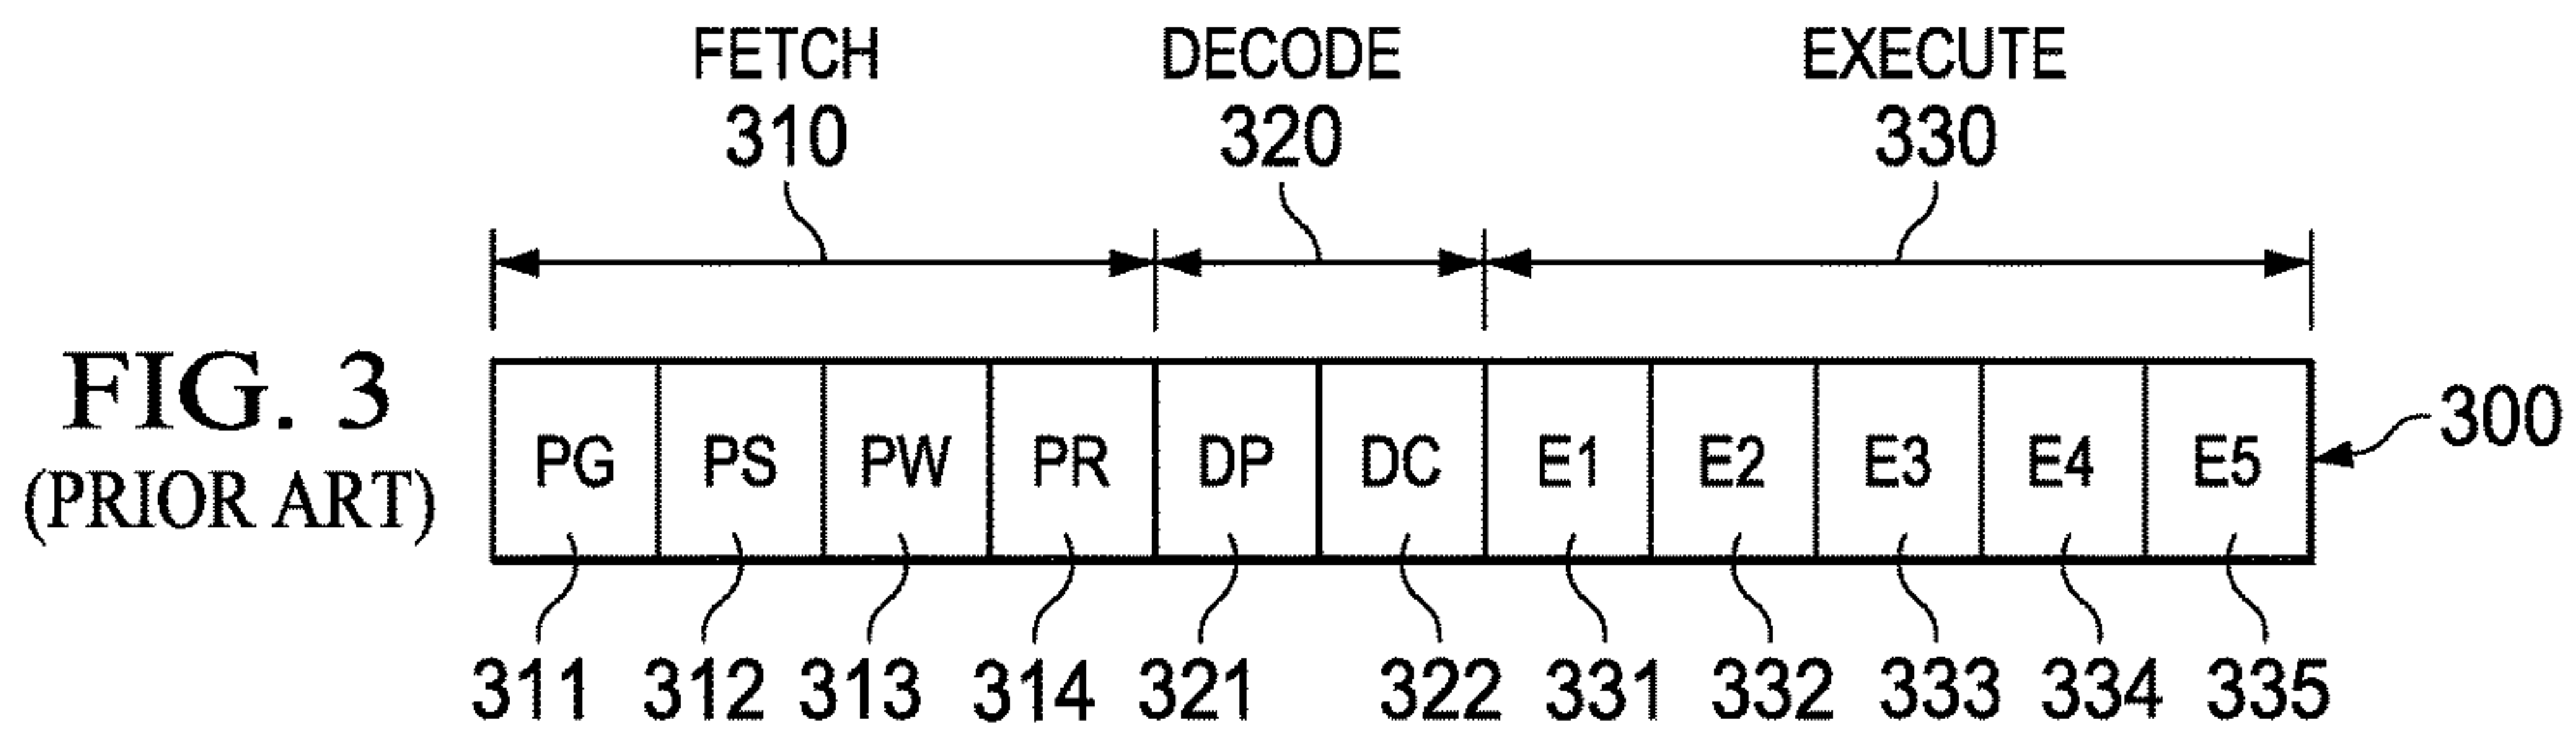 FETCH DECODE EXECUTE
310 320 330
FIG. 3
(PRIOR ART)
PG PS PW PR DP DC E1 E2 E3 E4 E5
300
311 312 313 314 321 322 331 332 333 334 335